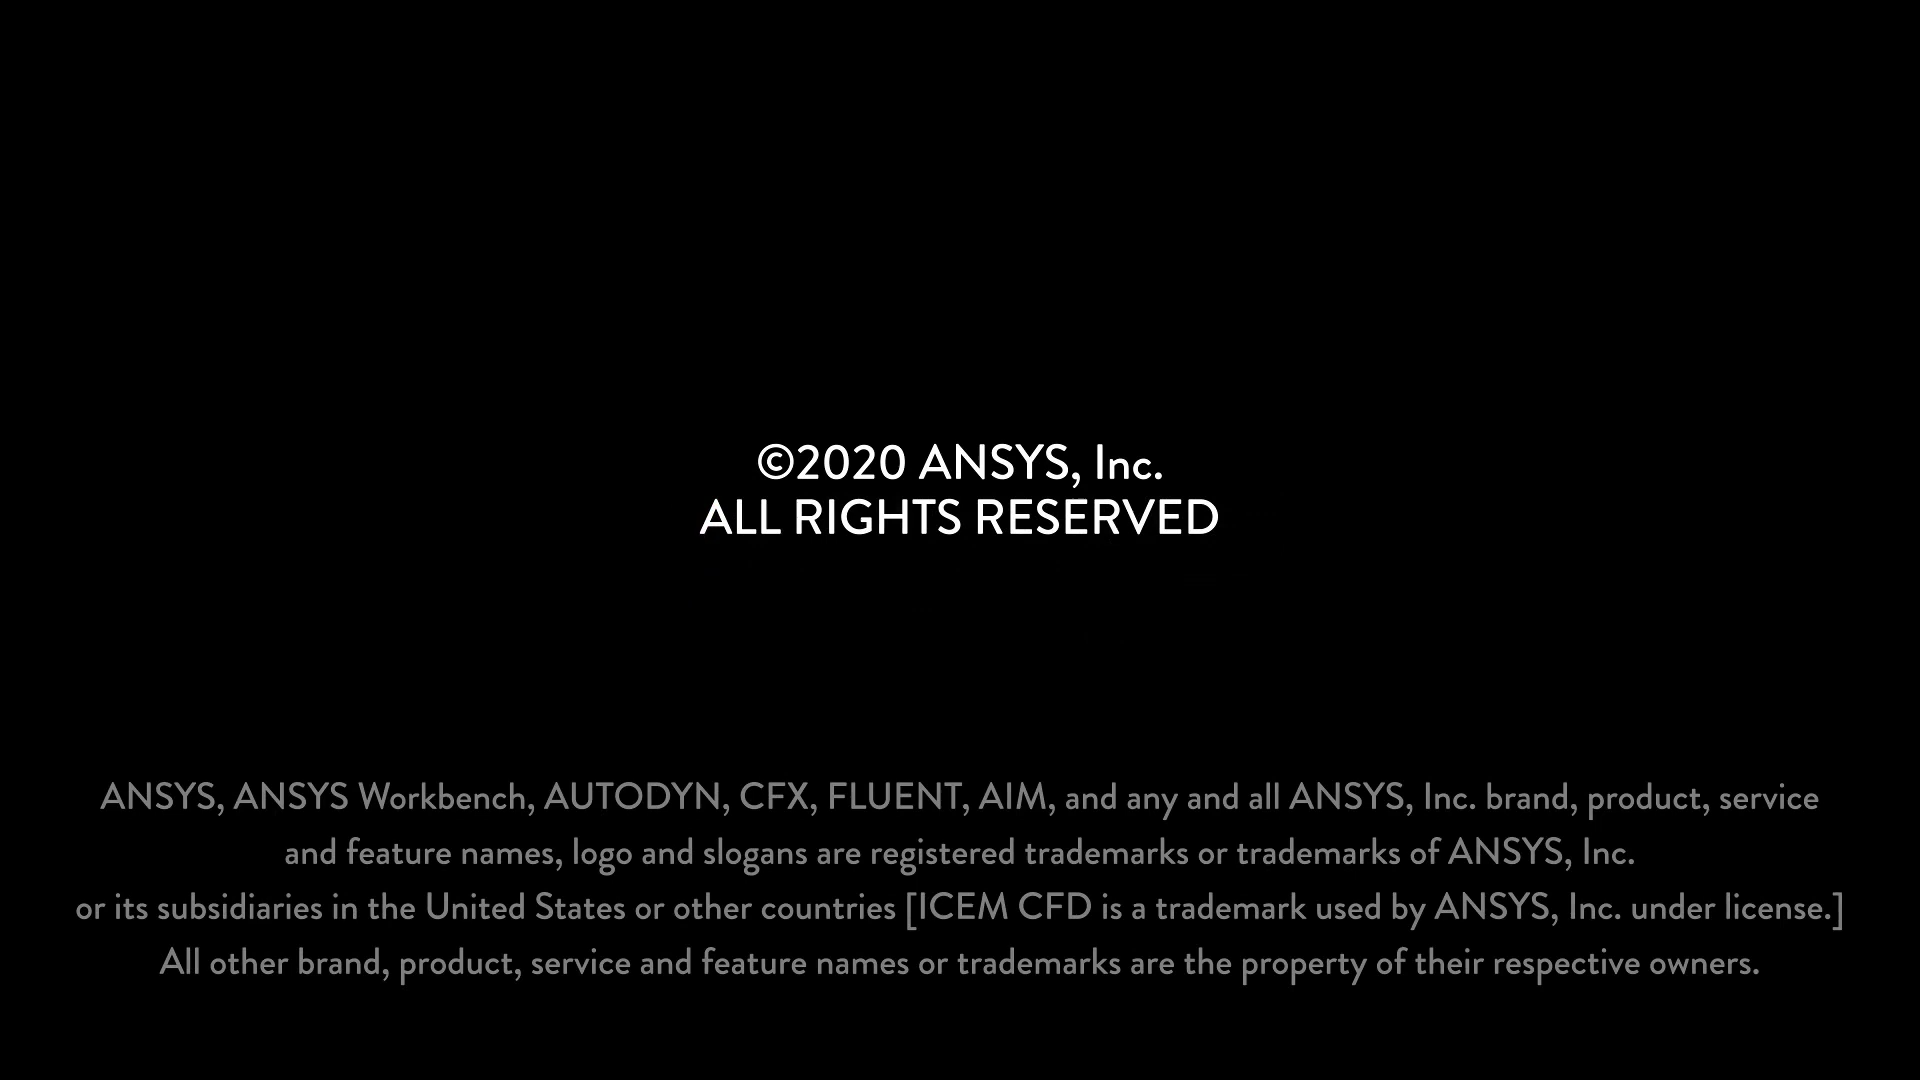 ©2020 ANSYS, Inc.
ALL RIGHTS RESERVED
ANSYS, ANSYS Workbench, AUTODYN, CFX, FLUENT, AIM, and any and all ANSYS, Inc. brand, product, service
and feature names, logo and slogans are registered trademarks or trademarks of ANSYS, Inc.
or its subsidiaries in the United States or other countries [ICEM CFD is a trademark used by ANSYS, Inc. under license.]
All other brand, product, service and feature names or trademarks are the property of their respective owners.